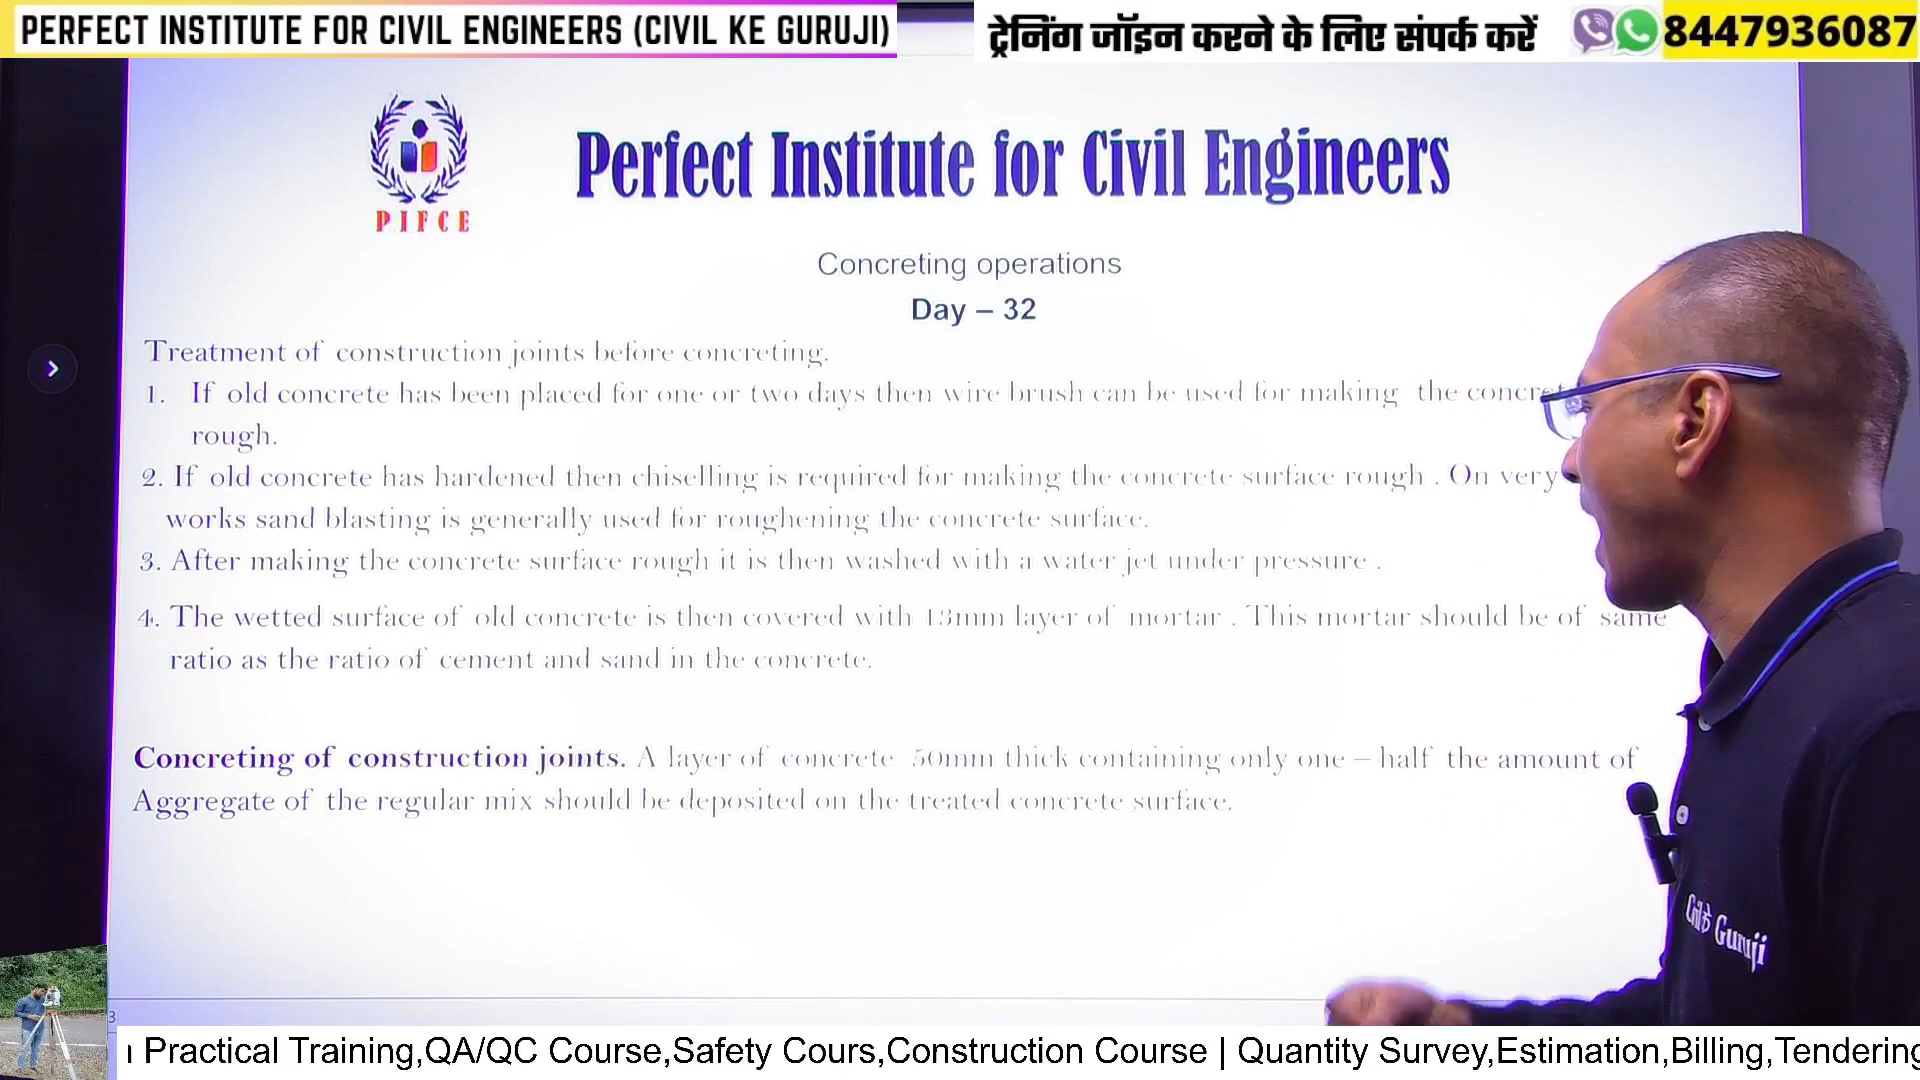 PERFECT INSTITUTE FOR CIVIL ENGINEERS (CIVIL KE GURUJI)
ट्रेनिंग जॉइन करने के लिए संपर्क करें
8447936087
PIFCE
Perfect Institute for Civil Engineers
Concreting operations
Day – 32
Treatment of construction joints before concreting.
1. If old concrete has been placed for one or two days then wire brush can be used for making the
rough.
2. If old concrete has hardened then chiselling is required for making the concrete surface rough . On very
works sand blasting is generally used for roughening the concrete surface.
3. After making the concrete surface rough it is then washed with a water jet under pressure .
4. The wetted surface of old concrete is then covered with 13mm layer of mortar . This mortar should be of same
ratio as the ratio of cement and sand in the concrete.
Concreting of construction joints. A layer of concrete 50mm thick containing only one – half the amount of
Aggregate of the regular mix should be deposited on the treated concrete surface.
Guruji
3
Practical Training,QA/QC Course,Safety Cours,Construction Course | Quantity Survey,Estimation,Billing,Tendering